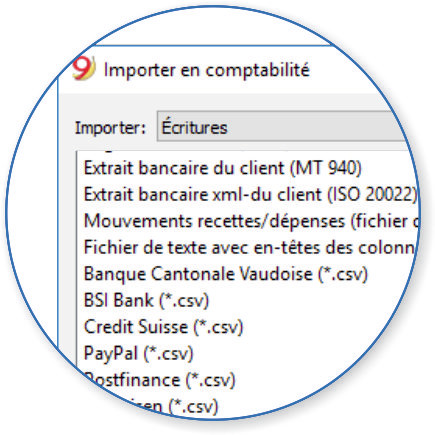 9 Importer en comptabilité
Importer: Écritures
Extrait bancaire du client (MT 940)
Extrait bancaire xml-du client (ISO 20022)
Mouvements recettes/dépenses (fichier
Fichier de texte avec en-têtes des
Banque Cantonale Vaudoise (*.csv)
BSI Bank (*.csv)
Credit Suisse (*.csv)
PayPal (*.csv)
Postfinance (*.csv)
(*.csv)